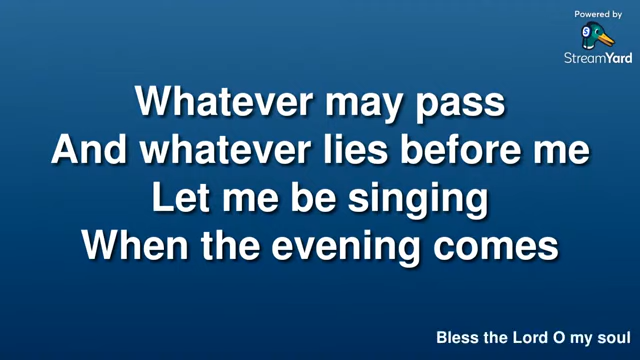 Powered by
StreamYard
Whatever may pass
And whatever lies before me
Let me be singing
When the evening comes
Bless the Lord O my soul